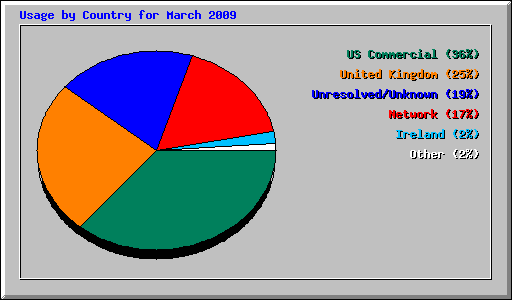 Usage by Country for March 2009
US Commercial (36%)
United Kingdom (25%)
Unresolved/Unknown (19%)
Network (17%)
Ireland (2%)
Other (2%)